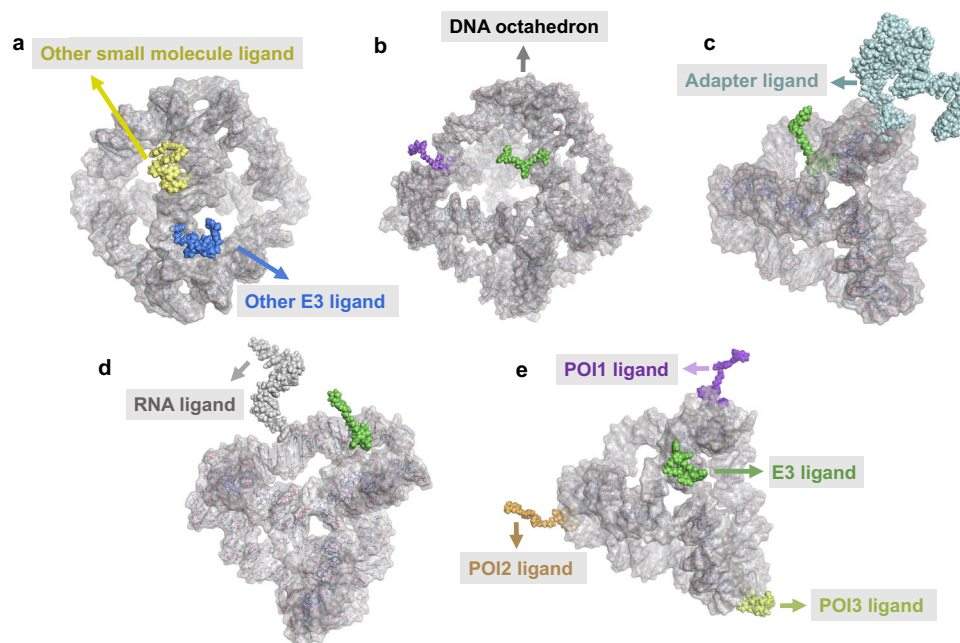 a
Other small molecule ligand
Other E3 ligand
b
DNA octahedron
c
Adapter ligand
d
RNA ligand
e
POI1 ligand
E3 ligand
POI2 ligand
POI3 ligand